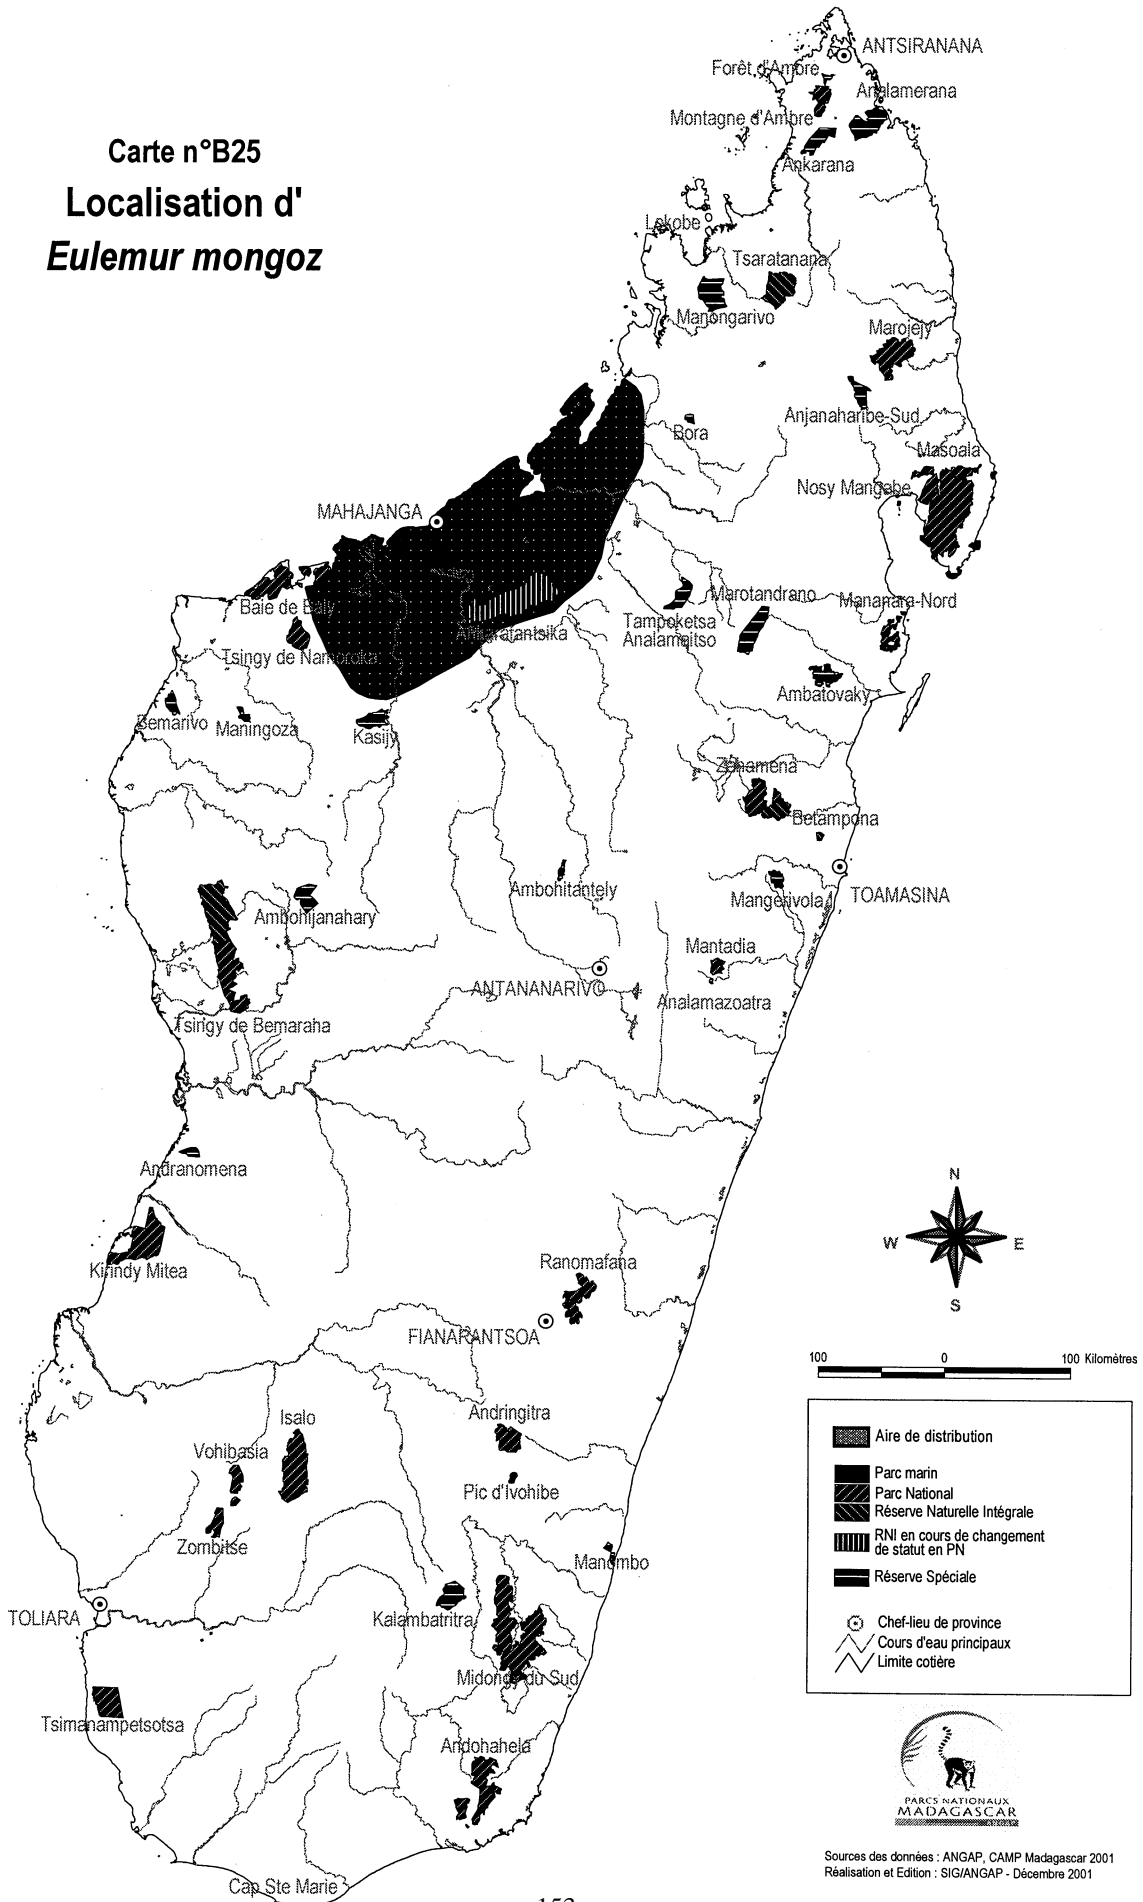 Carte n°B25
Localisation d'
Eulemur mongoz
ANTSIRANANA
Forêt d'Ambre
Analamerana
Montagne d'Ambre
Ankarana
Lokobe
Tsaratanana
Manongarivo
Marojejy
Anjanaharibe-Sud
Bora
Masoala
Nosy Mangabe
MAHAJANGA
Baie de Baly
Ankarafantsika
Tampoketsa
Analamaitso
Marotandrano
Mananara-Nord
Tsingy de Namoroka
Ambatovaky
Bemarivo
Maningoza
Kasijy
Zahamena
Betampona
Ambohitantely
TOAMASINA
Mangerivola
Ambohijanahary
Mantadia
ANTANANARIVO
Analamazoatra
Tsingy de Bemaraha
Andranomena
N
W
E
S
Kirindy Mitea
Ranomafana
FIANARANTSOA
100
0
100 Kilomètres
Isalo
Andringitra
Vohibasia
Pic d'Ivohibe
Zombitse
Manombo
TOLIARA
Kalambatritra
Midongy du Sud
Tsimanampetsotsa
Andohahela
Cap Ste Marie
Aire de distribution
Parc marin
Parc National
Réserve Naturelle Intégrale
RNI en cours de changement
de statut en PN
Réserve Spéciale
Chef-lieu de province
Cours d'eau principaux
Limite cotière
PARCS NATIONAUX
MADAGASCAR
ANGAP
Sources des données : ANGAP, CAMP Madagascar 2001
Réalisation et Edition : SIG/ANGAP - Décembre 2001